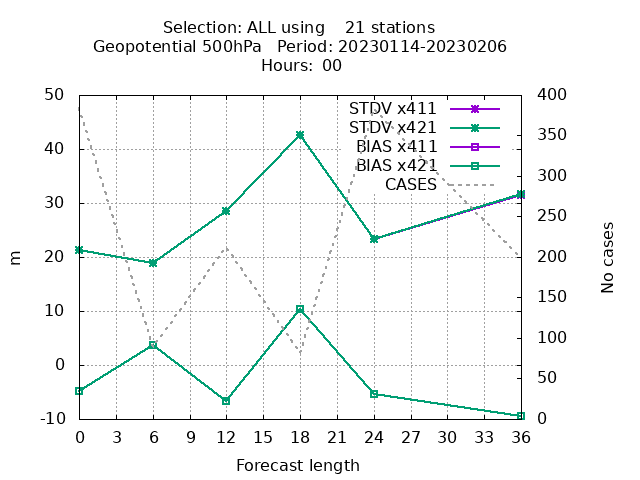 Selection: ALL using    21 stations
Geopotential 500hPa   Period: 20230114-20230206
Hours: 00
50
40
30
20
10
0
-10
m
STDV x411
STDV x421
BIAS x411
BIAS x421
CASES
400
350
300
250
200
150
100
50
0
No cases
0 3 6 9 12 15 18 21 24 27 30 33 36
Forecast length